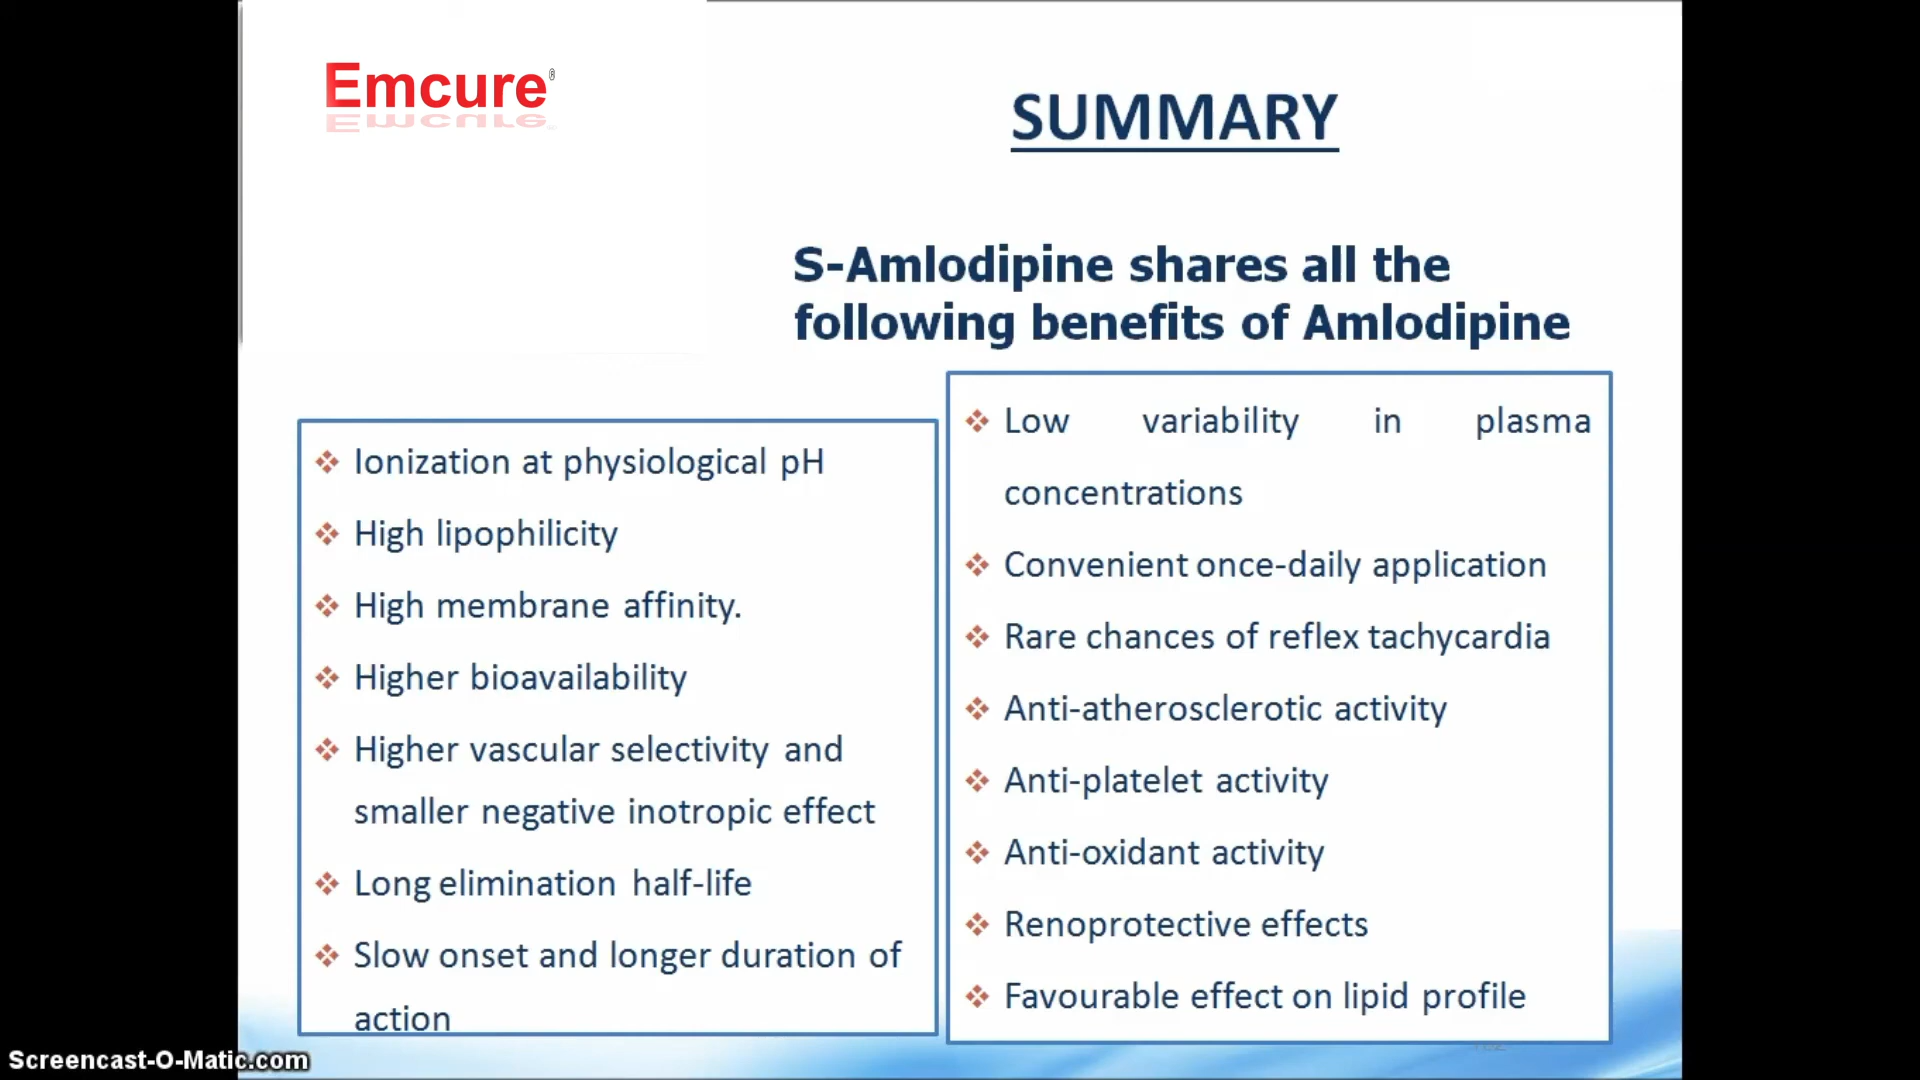 Emcure®
SUMMARY
S-Amlodipine shares all the
following benefits of Amlodipine
❖ Ionization at physiological pH
❖ High lipophilicity
❖ High membrane affinity.
❖ Higher bioavailability
❖ Higher vascular selectivity and
smaller negative inotropic effect
❖ Long elimination half-life
❖ Slow onset and longer duration of
action
❖ Low variability in plasma
concentrations
❖ Convenient once-daily application
❖ Rare chances of reflex tachycardia
❖ Anti-atherosclerotic activity
❖ Anti-platelet activity
❖ Anti-oxidant activity
❖ Renoprotective effects
❖ Favourable effect on lipid profile
Screencast-O-Matic.com